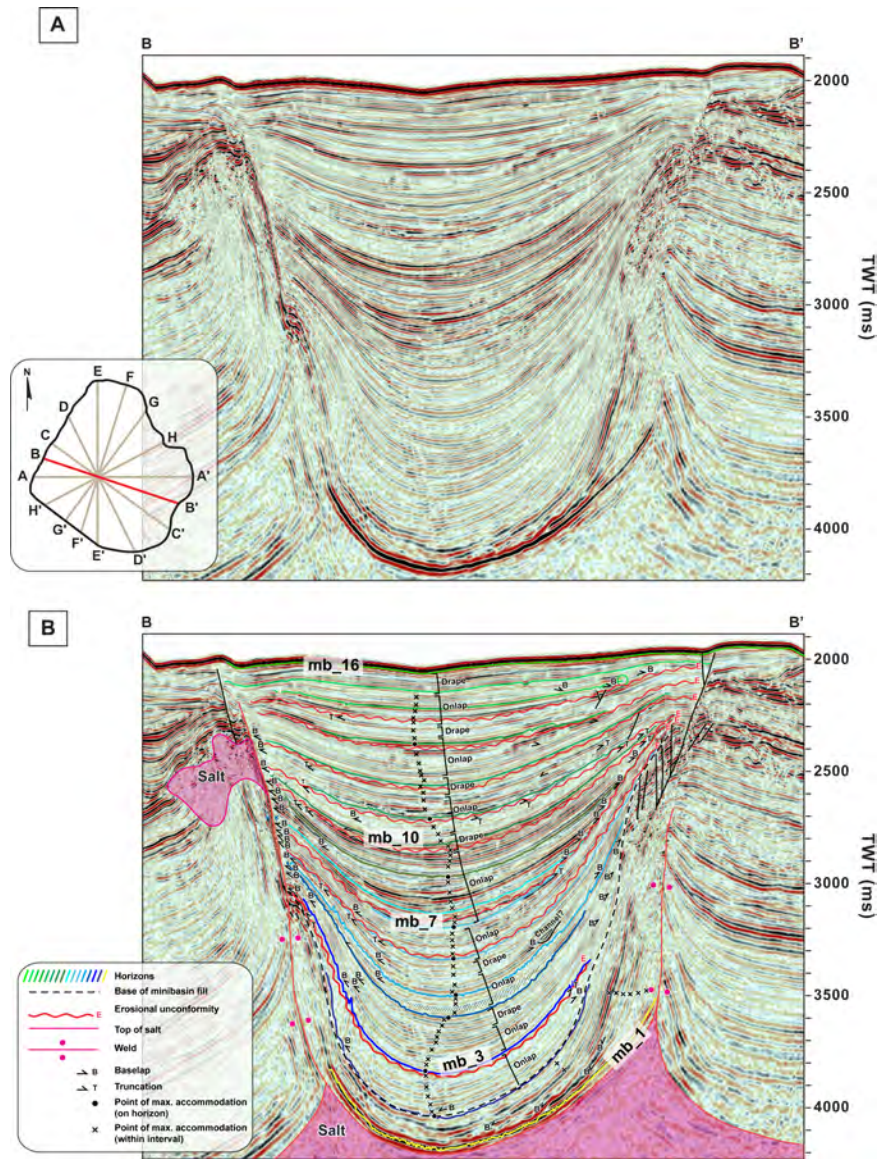 A
B
B'
2000
2500
3000
3500
4000
TWT (ms)
N
E
F
D
G
C
H
B
A
A'
H'
B'
G'
C'
F'
E'
D'
B
B
B'
mb_16
mb_10
mb_7
mb_3
mb_1
Salt
Salt
Drape
Onlap
Drape
Onlap
Drape
Onlap
Drape
Onlap
Onlap
Drape
Onlap
Drape
Onlap
Onlap
Channel?
2000
2500
3000
3500
4000
TWT (ms)
Horizons
Base of minibasin fill
E Erosional unconformity
Top of salt
Weld
B Baselap
T Truncation
Point of max. accommodation
(on horizon)
Point of max. accommodation
(within interval)